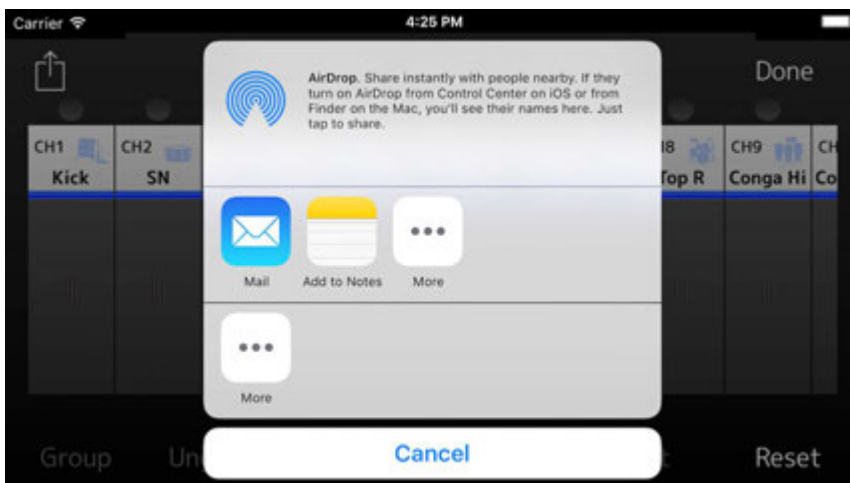 Carrier 4:25 PM
Done
AirDrop. Share instantly with people nearby. If they
turn on AirDrop from Control Center on iOS or from
Finder on the Mac, you'll see their names here. Just
tap to share.
CH1 CH2 CH9 CH
Kick SN Top R Conga Hi Co
Mail Add to Notes More
More
Group Cancel Reset